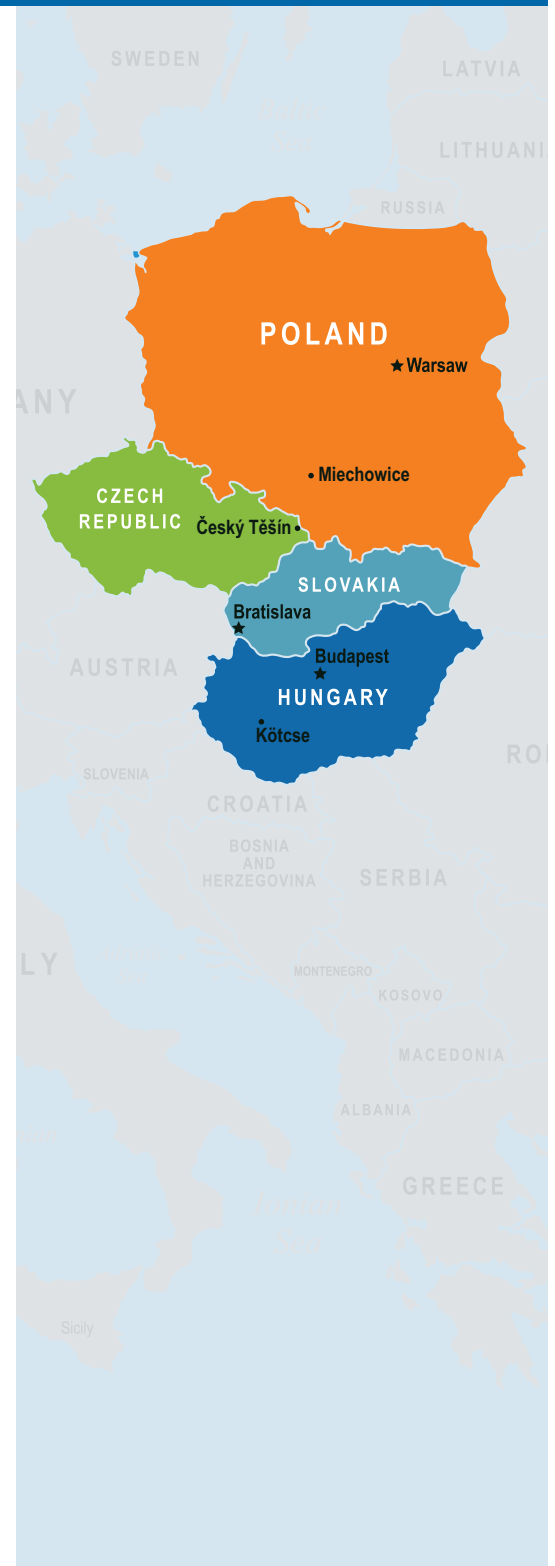 SWEDEN
LATVIA
LITHUANI
RUSSIA
POLAND
Warsaw
ANY
Miechowice
CZECH
REPUBLIC
Český Těšín
SLOVAKIA
Bratislava
Budapest
AUSTRIA
HUNGARY
Kötcse
RO
SLOVENIA
CROATIA
BOSNIA
AND
HERZEGOVINA
SERBIA
LY
MONTENEGRO
KOSOVO
MACEDONIA
ALBANIA
GREECE
Sicily